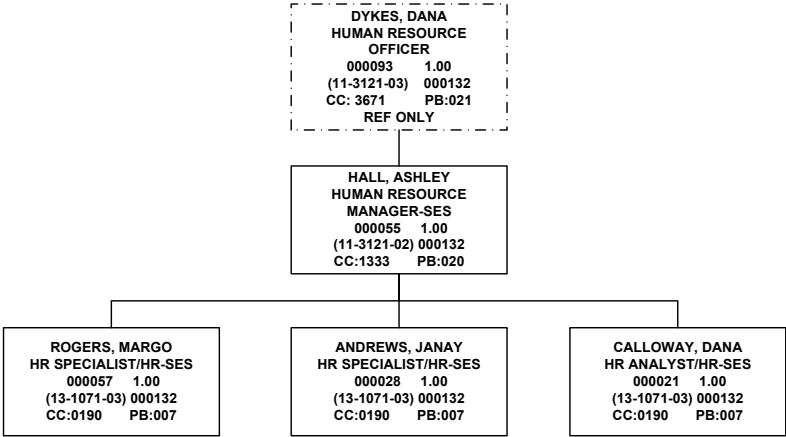 DYKES, DANA
HUMAN RESOURCE
OFFICER
000093 1.00
(11-3121-03) 000132
CC: 3671 PB:021
REF ONLY
HALL, ASHLEY
HUMAN RESOURCE
MANAGER-SES
000055 1.00
(11-3121-02) 000132
CC:1333 PB:020
ROGERS, MARGO
HR SPECIALIST/HR-SES
000057 1.00
(13-1071-03) 000132
CC:0190 PB:007
ANDREWS, JANAY
HR SPECIALIST/HR-SES
000028 1.00
(13-1071-03) 000132
CC:0190 PB:007
CALLOWAY, DANA
HR ANALYST/HR-SES
000021 1.00
(13-1071-03) 000132
CC:0190 PB:007